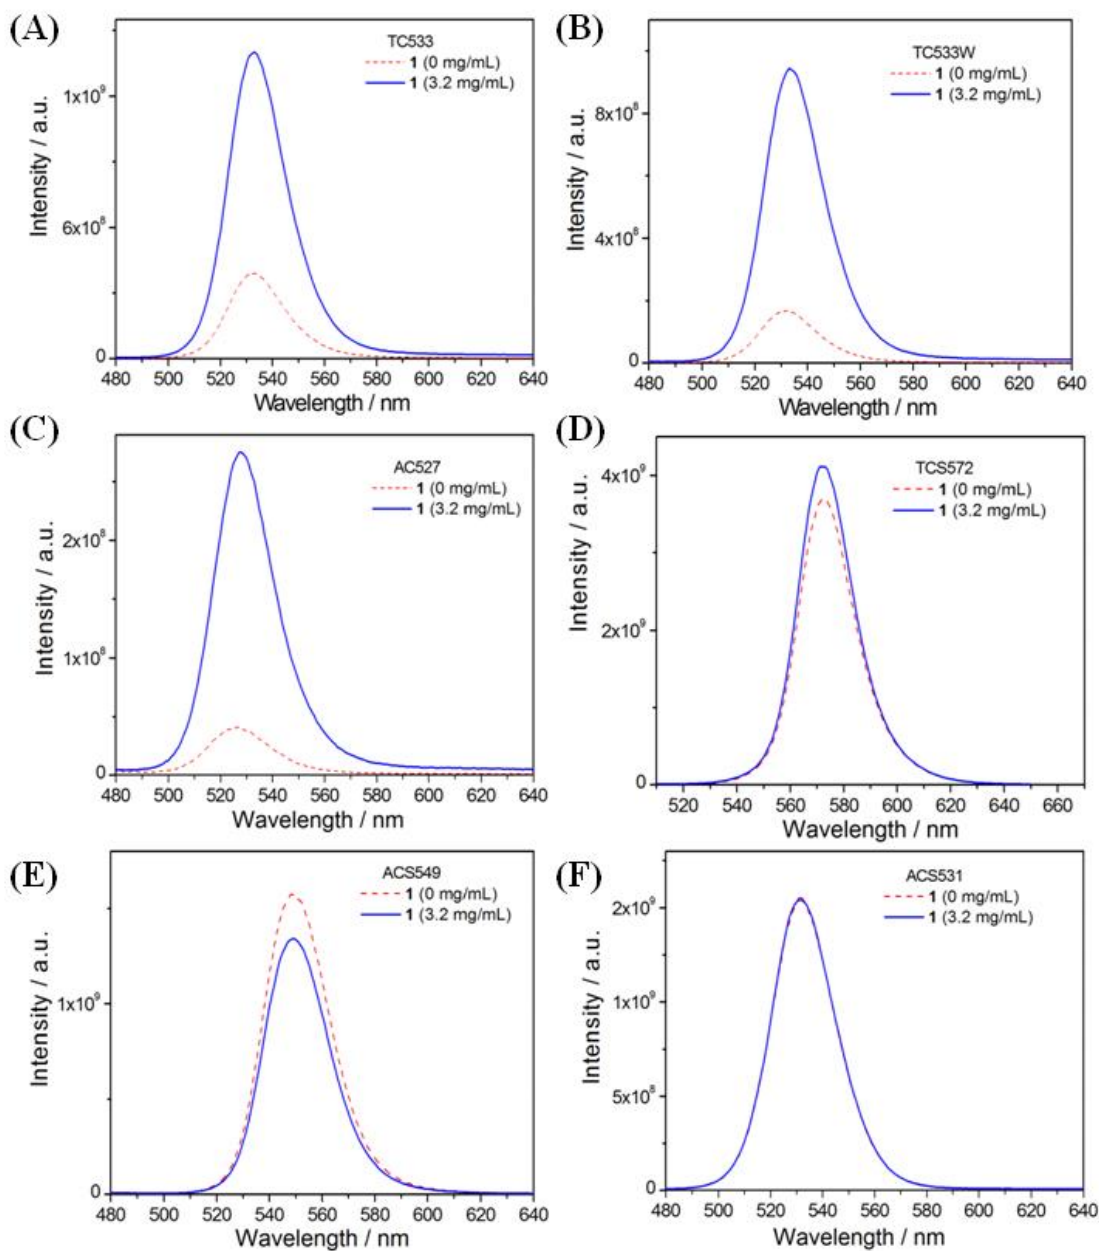 (A)
TC533
1 (0 mg/mL)
1 (3.2 mg/mL)
1x10⁹
6x10⁸
0
Intensity / a.u.
480 500 520 540 560 580 600 620 640
Wavelength / nm
(B)
TC533W
1 (0 mg/mL)
1 (3.2 mg/mL)
8x10⁸
4x10⁸
0
Intensity / a.u.
480 500 520 540 560 580 600 620 640
Wavelength / nm
(C)
AC527
1 (0 mg/mL)
1 (3.2 mg/mL)
2x10⁸
1x10⁸
0
Intensity / a.u.
480 500 520 540 560 580 600 620 640
Wavelength / nm
(D)
TCS572
1 (0 mg/mL)
1 (3.2 mg/mL)
4x10⁹
2x10⁹
0
Intensity / a.u.
520 540 560 580 600 620 640 660
Wavelength / nm
(E)
ACS549
1 (0 mg/mL)
1 (3.2 mg/mL)
1x10⁹
0
Intensity / a.u.
480 500 520 540 560 580 600 620 640
Wavelength / nm
(F)
ACS531
1 (0 mg/mL)
1 (3.2 mg/mL)
2x10⁹
1x10⁹
5x10⁸
0
Intensity / a.u.
480 500 520 540 560 580 600 620 640
Wavelength / nm